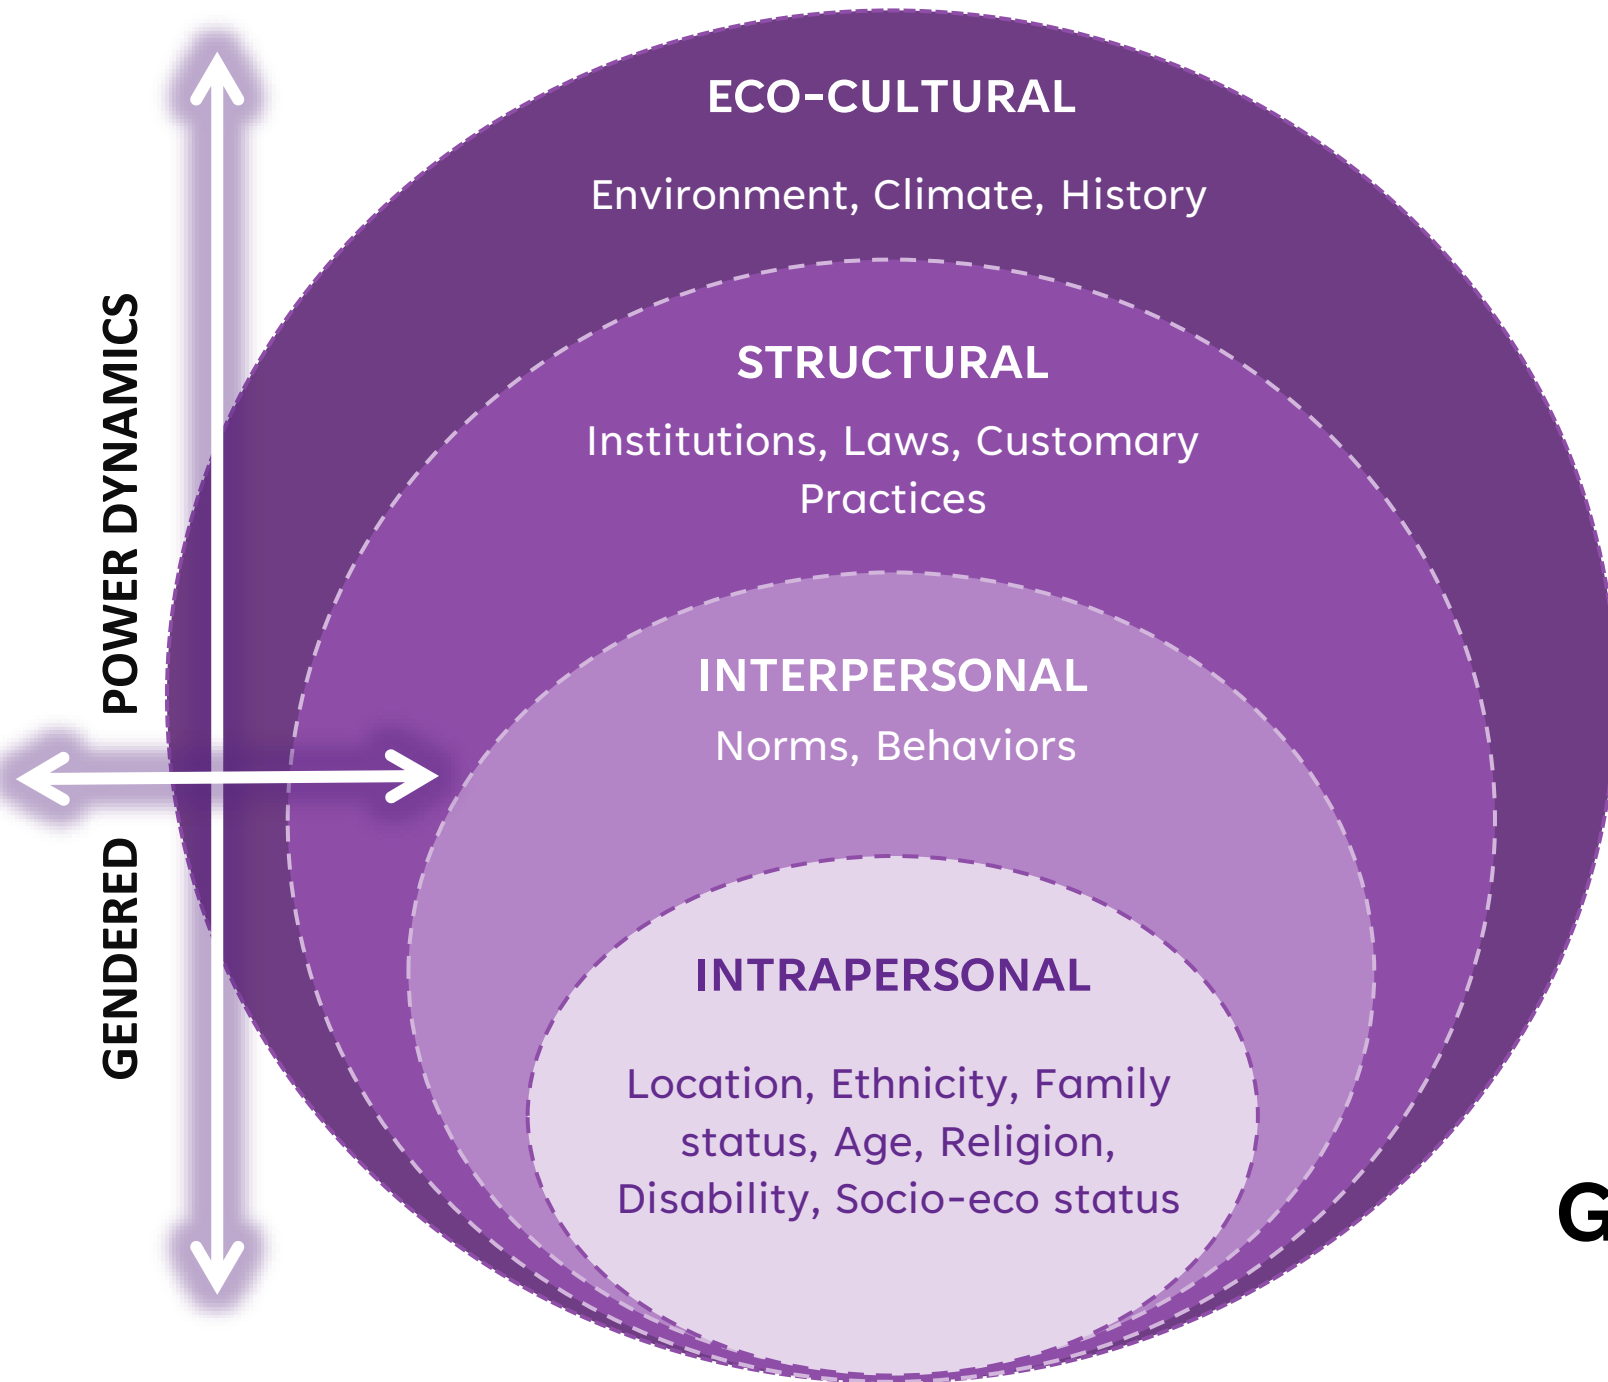 ECO-CULTURAL
Environment, Climate, History
STRUCTURAL
Institutions, Laws, Customary
Practices
INTERPERSONAL
Norms, Behaviors
INTRAPERSONAL
Location, Ethnicity, Family
status, Age, Religion,
Disability, Socio-eco status
GENDERED POWER DYNAMICS
G